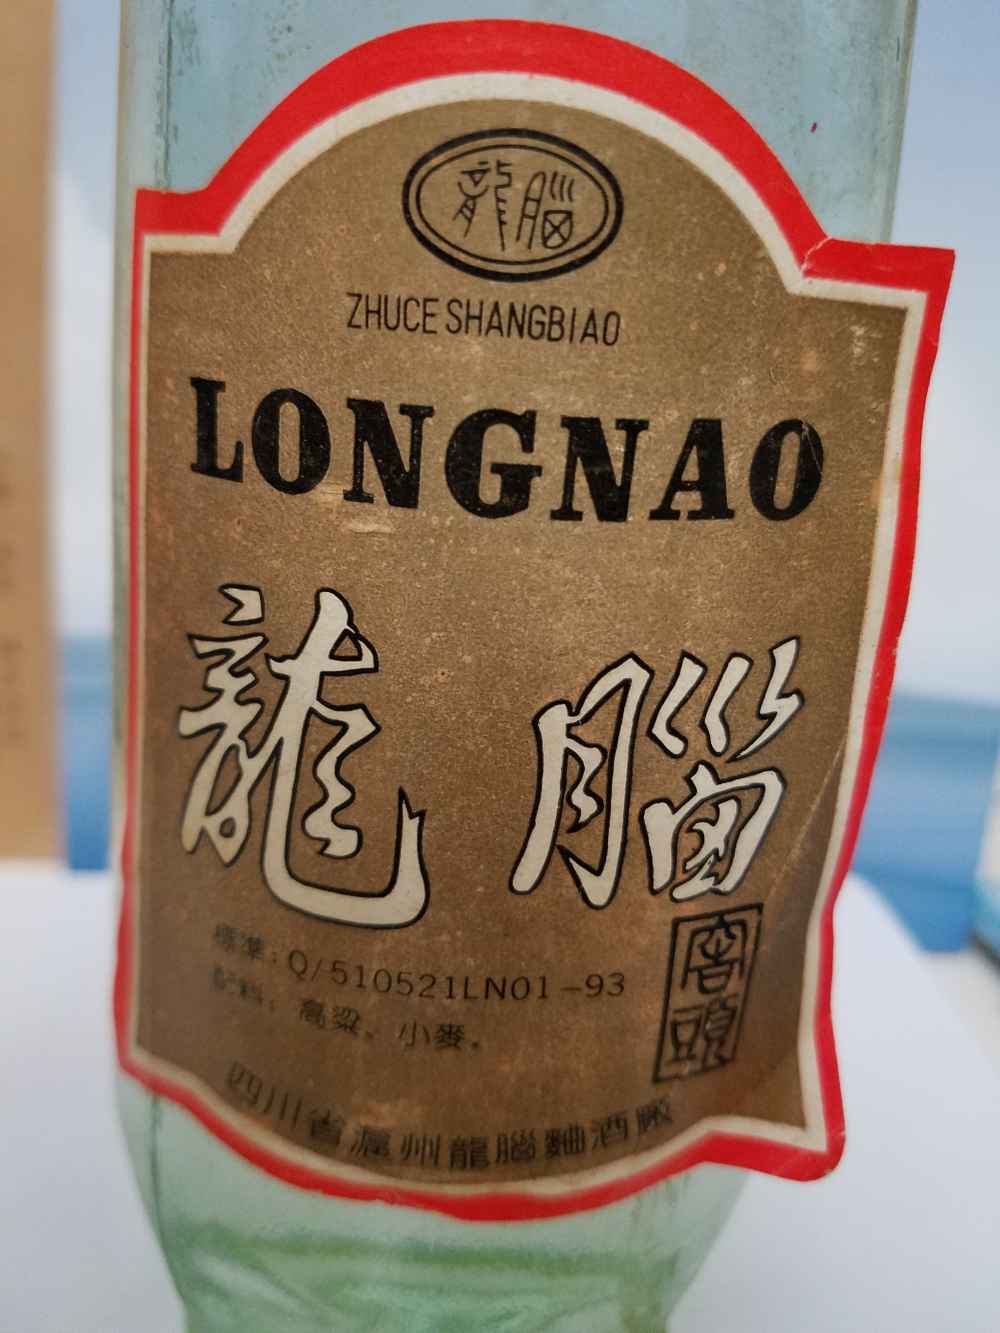 龍腦
ZHUCE SHANGBIAO
LONGNAO
龍腦
窖頭
標準：Q/510521LN01-93
配料：高粱。小麥。
四川省瀘州龍腦麯酒廠